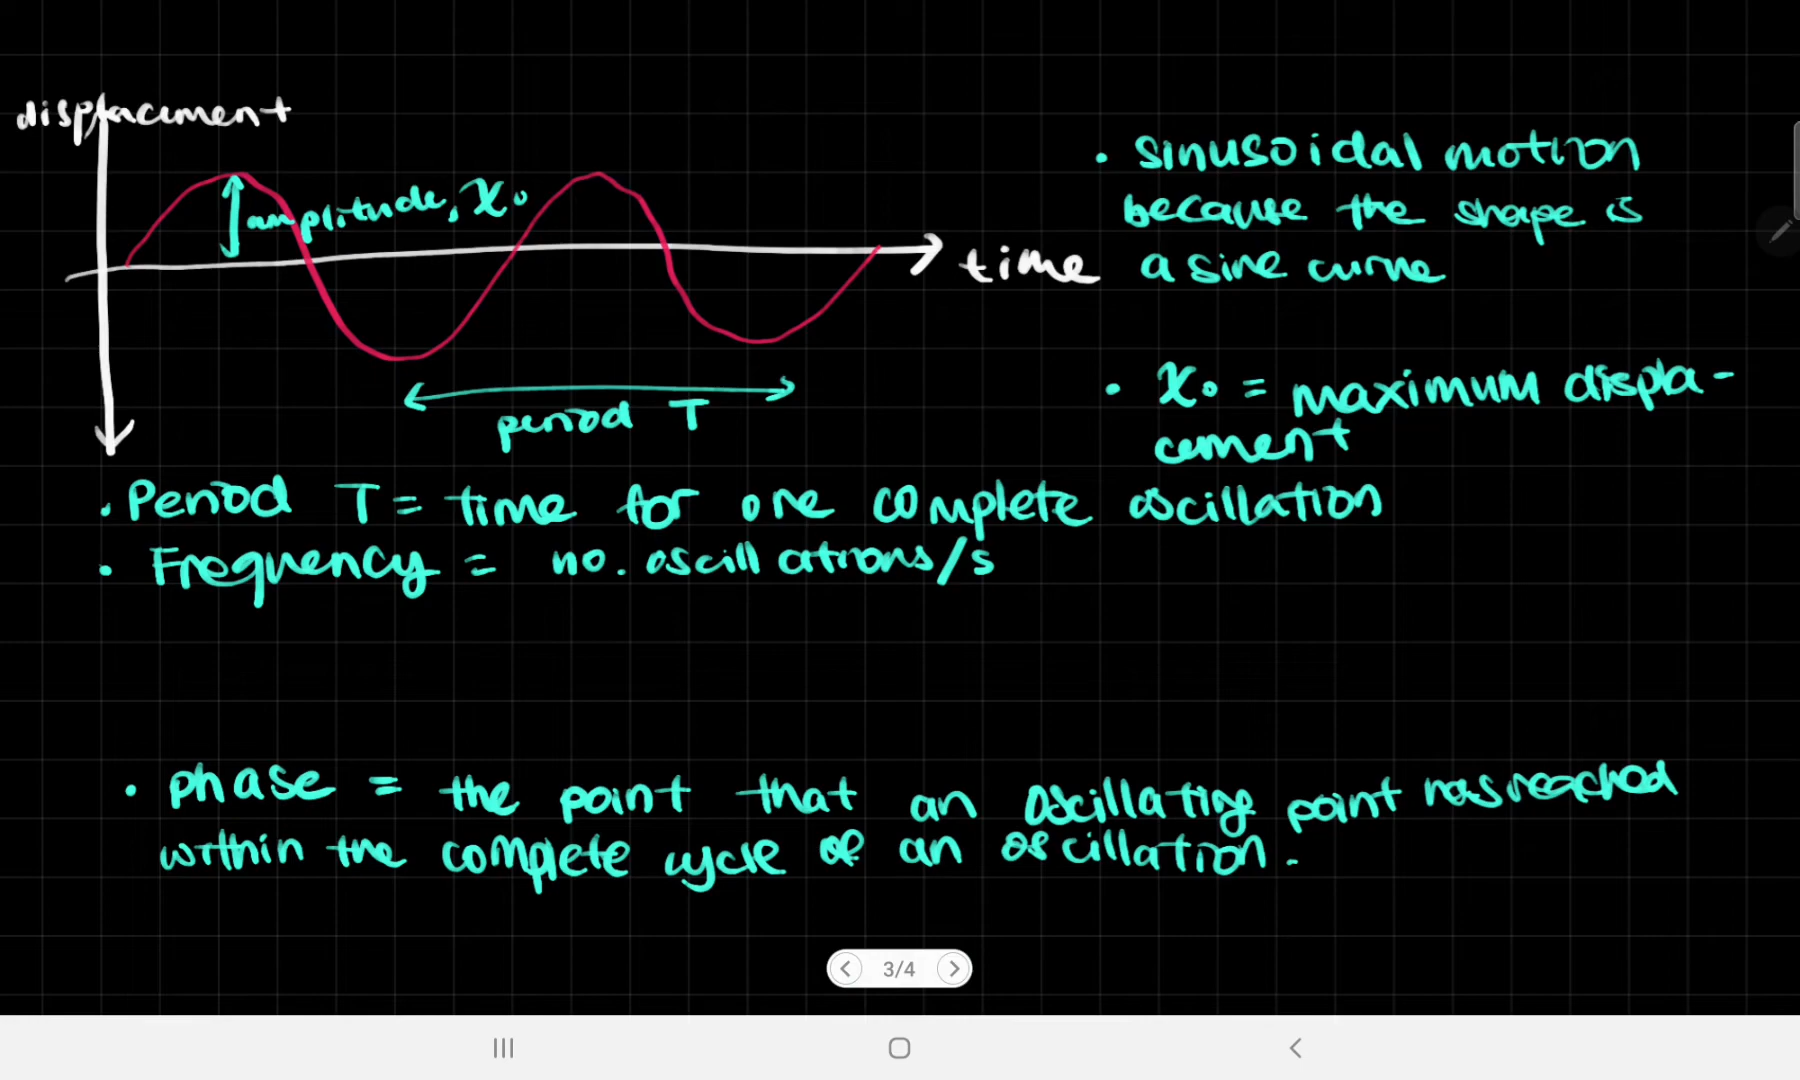 displacement
amplitude, x₀
time
period T
• sinusoidal motion
because the shape is
a sine curve
• x₀ = maximum displa-
cement
• Period T = time for one complete oscillation
• Frequency = no. oscillations/s
• phase = the point that an oscillating point has reached
within the complete cycle of an oscillation.
3/4